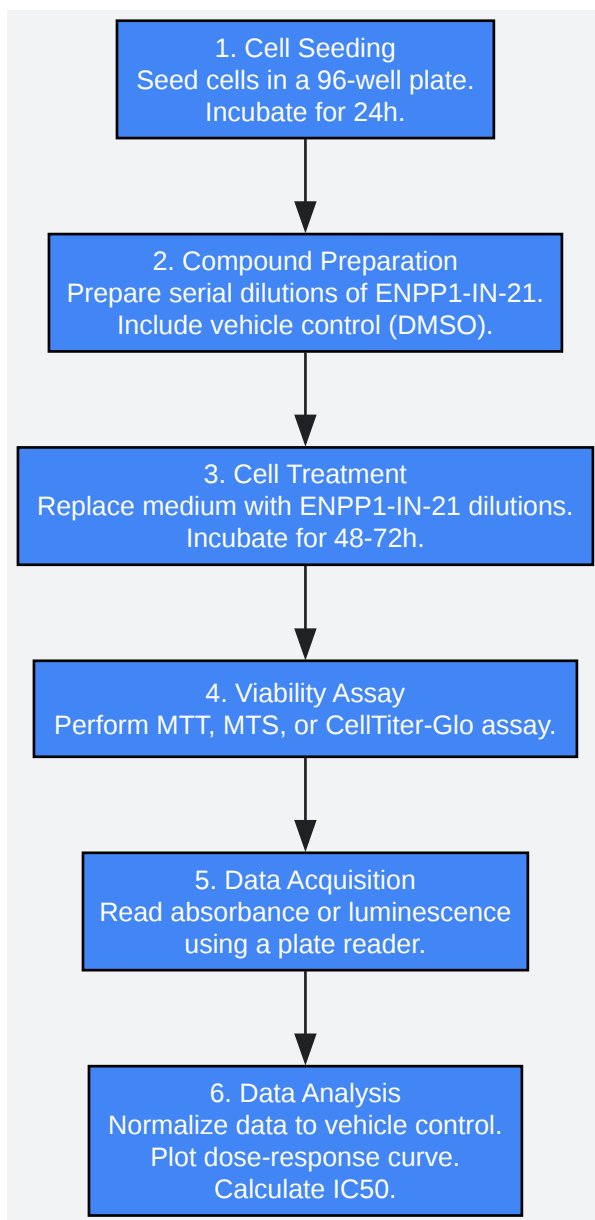 1. Cell Seeding
Seed cells in a 96-well plate.
Incubate for 24h.
2. Compound Preparation
Prepare serial dilutions of ENPP1-IN-21.
Include vehicle control (DMSO).
3. Cell Treatment
Replace medium with ENPP1-IN-21 dilutions.
Incubate for 48-72h.
4. Viability Assay
Perform MTT, MTS, or CellTiter-Glo assay.
5. Data Acquisition
Read absorbance or luminescence
using a plate reader.
6. Data Analysis
Normalize data to vehicle control.
Plot dose-response curve.
Calculate IC50.